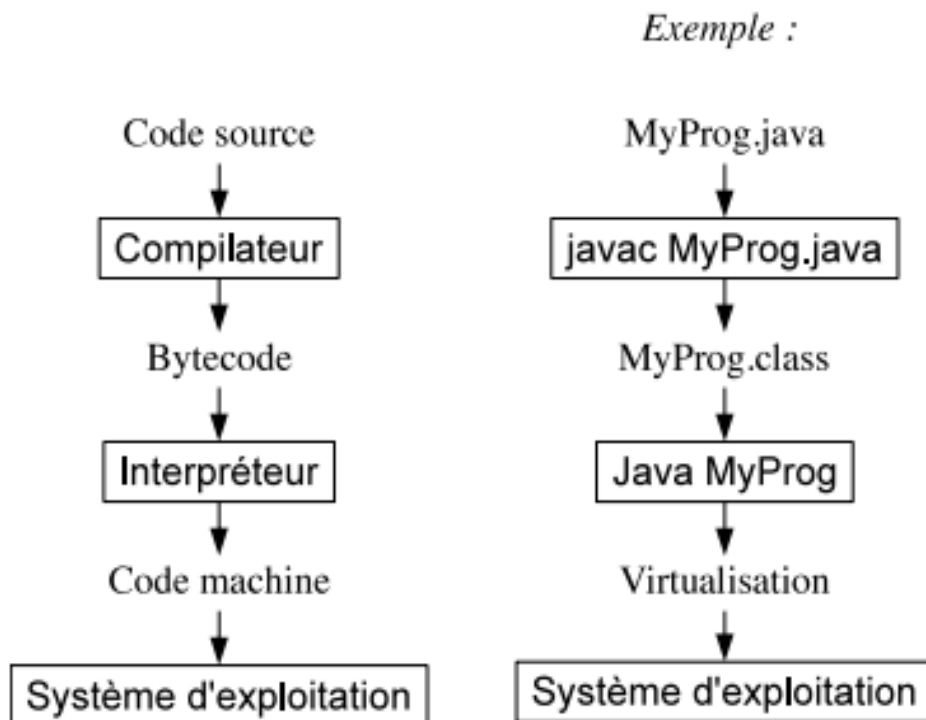 Exemple :
Code source
MyProg.java
Compilateur
javac MyProg.java
Bytecode
MyProg.class
Interpréteur
Java MyProg
Code machine
Virtualisation
Système d'exploitation
Système d'exploitation